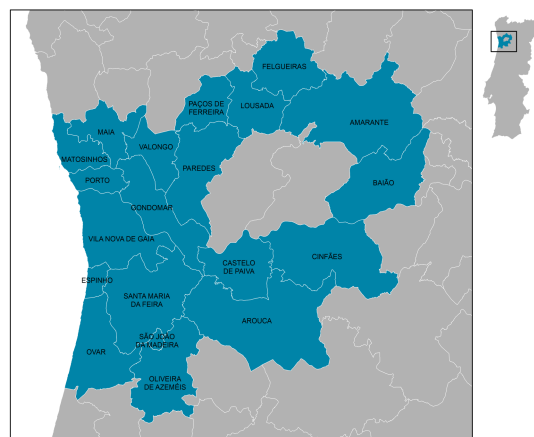 FELGUEIRAS
PAÇOS DE
FERREIRA
LOUSADA
AMARANTE
MAIA
VALONGO
MATOSINHOS
PAREDES
PORTO
BAIÃO
GONDOMAR
VILA NOVA DE GAIA
CASTELO
DE PAIVA
CINFÃES
ESPINHO
SANTA MARIA
DA FEIRA
AROUCA
SÃO JOÃO
DA MADEIRA
OVAR
OLIVEIRA
DE AZEMÉIS